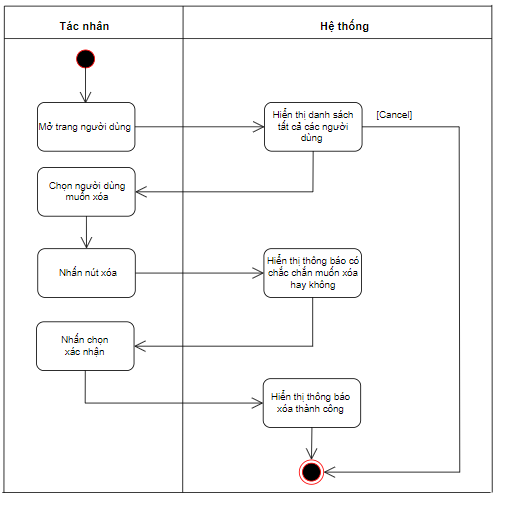 Tác nhân
Hệ thống
Mở trang người dùng
Hiển thị danh sách
tất cả các người
dùng
[Cancel]
Chọn người dùng
muốn xóa
Nhấn nút xóa
Hiển thị thông báo có
chắc chắn muốn xóa
hay không
Nhấn chọn
xác nhận
Hiển thị thông báo
xóa thành công